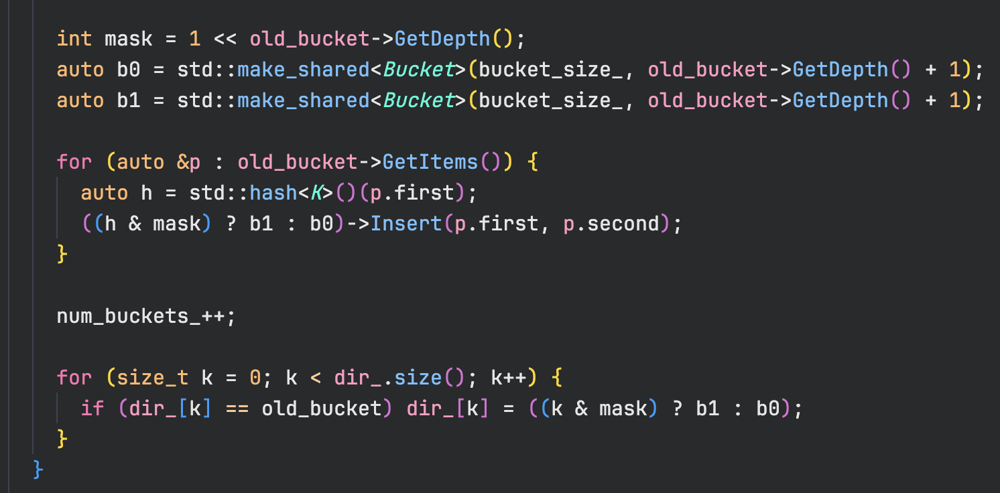 int mask = 1 << old_bucket->GetDepth();
auto b0 = std::make_shared<Bucket>(bucket_size_, old_bucket->GetDepth() + 1);
auto b1 = std::make_shared<Bucket>(bucket_size_, old_bucket->GetDepth() + 1);
for (auto &p : old_bucket->GetItems()) {
auto h = std::hash<K>()(p.first);
((h & mask) ? b1 : b0)->Insert(p.first, p.second);
}
num_buckets_++;
for (size_t k = 0; k < dir_.size(); k++) {
if (dir_[k] == old_bucket) dir_[k] = ((k & mask) ? b1 : b0);
}
}